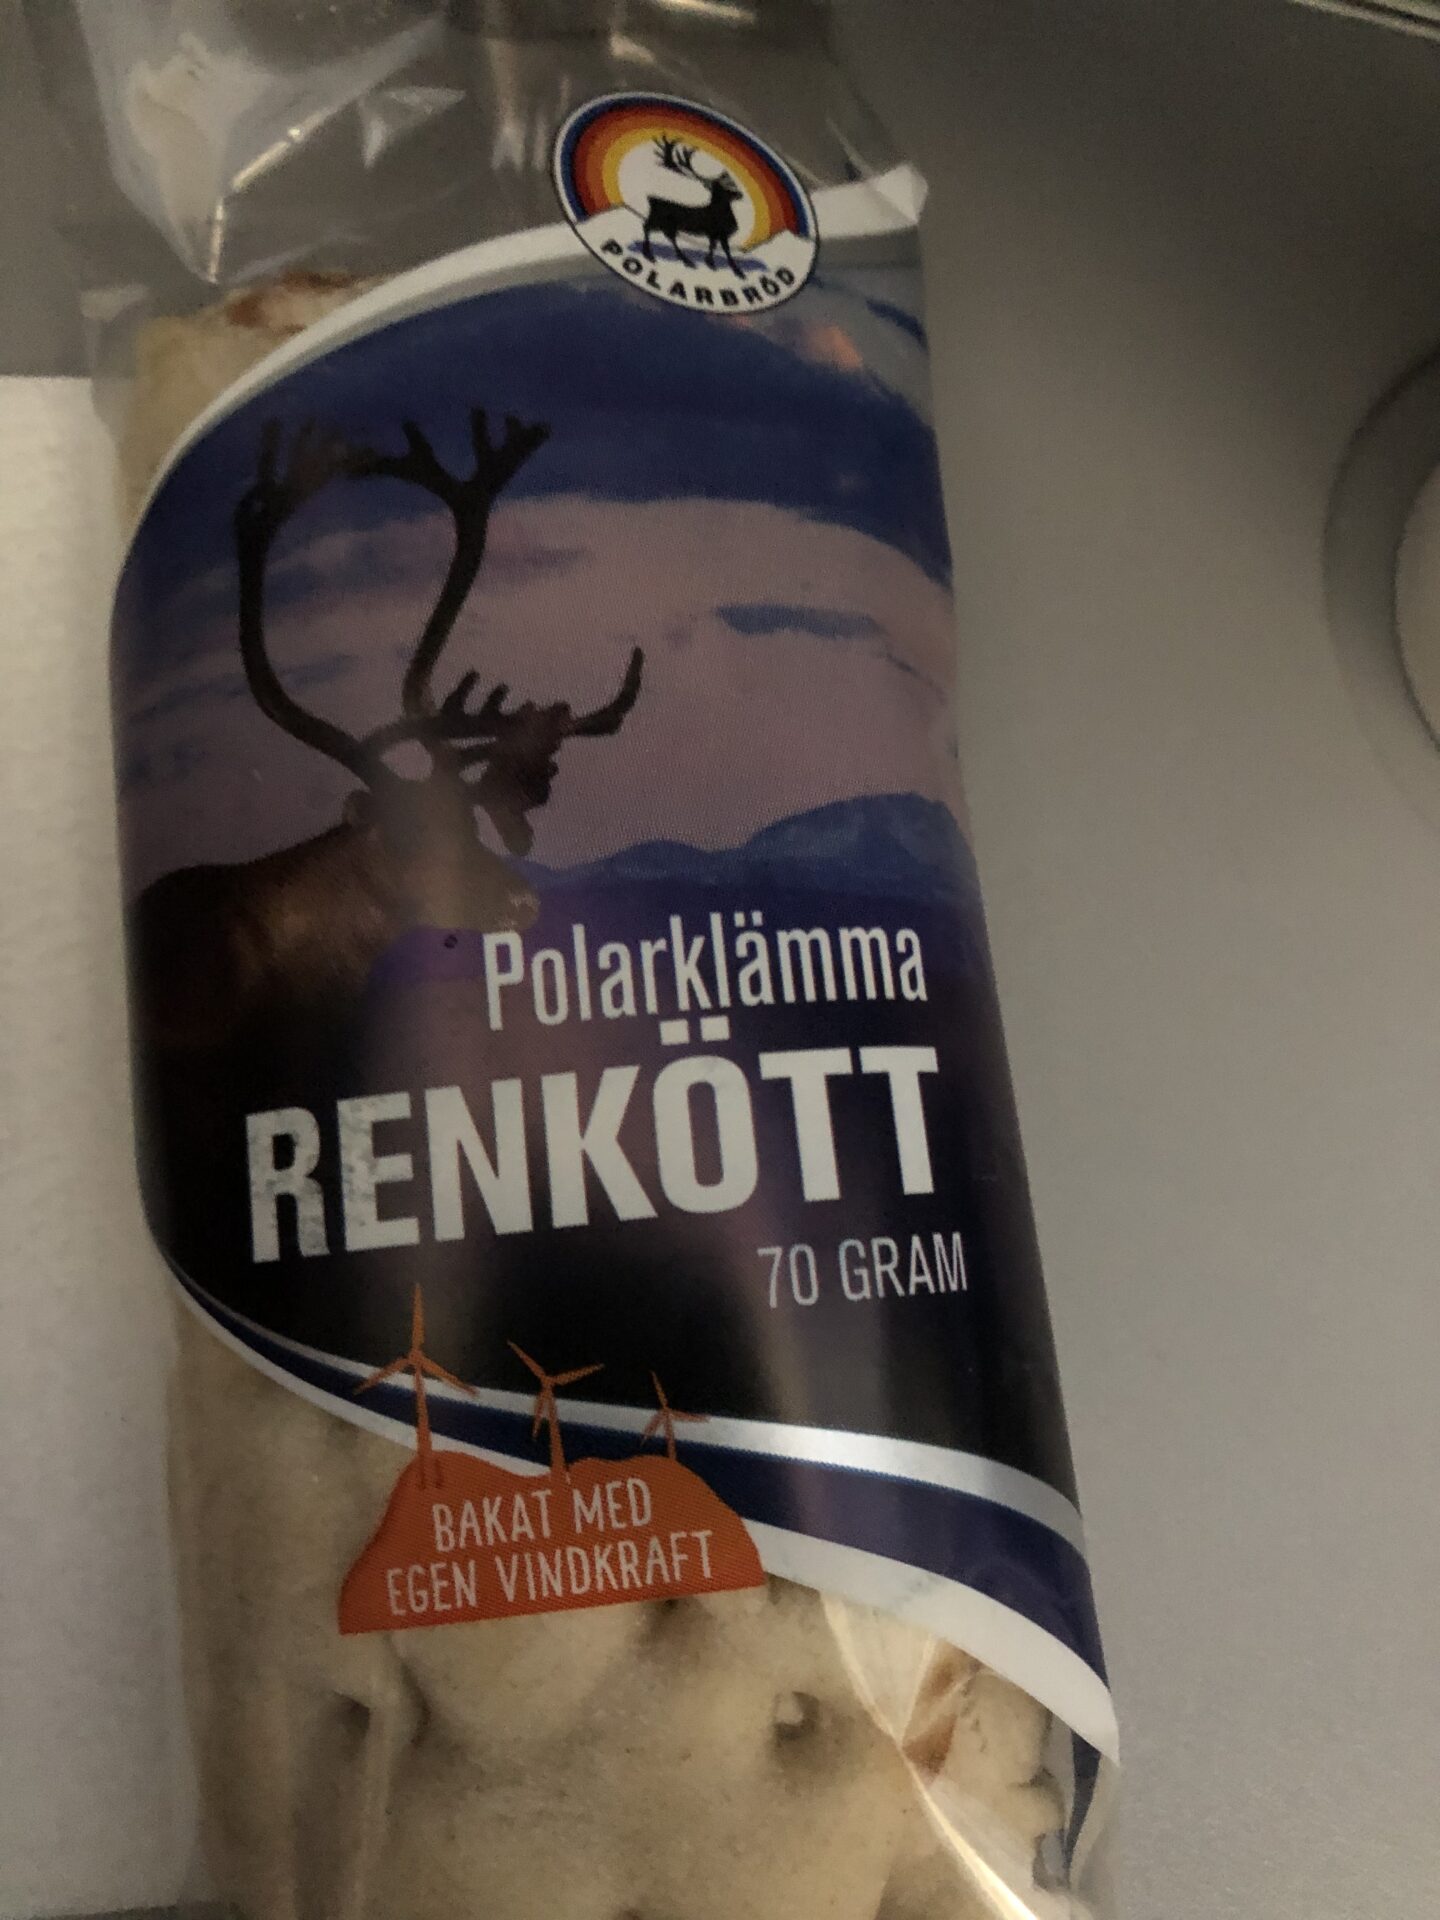 POLARBRÖD
Polarklämma
RENKÖTT
70 GRAM
BAKAT MED
EGEN VINDKRAFT